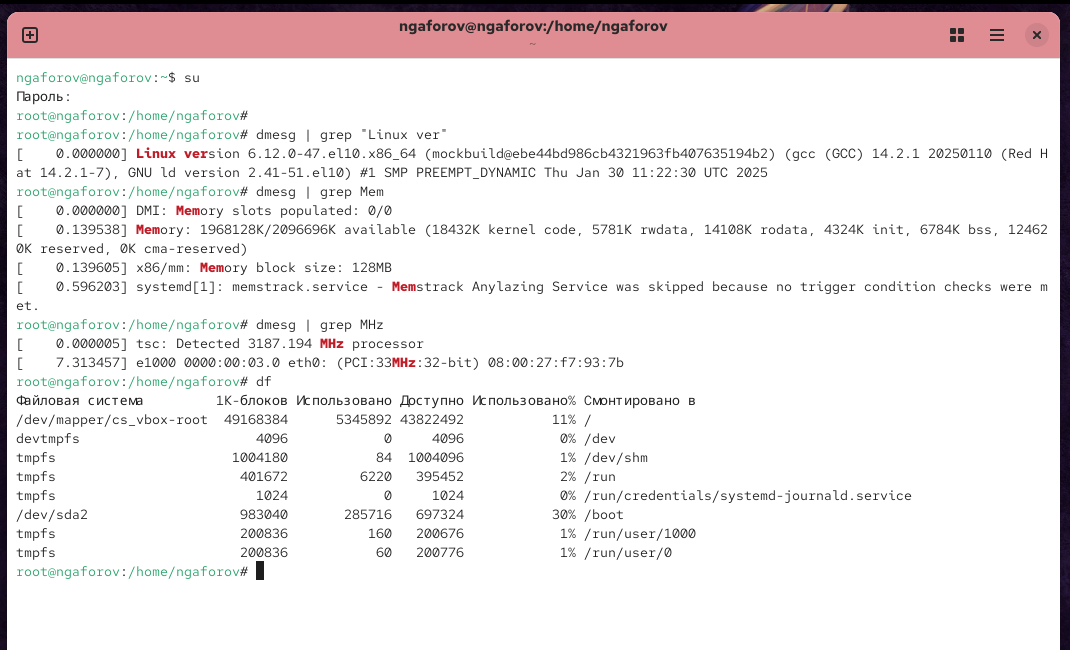 ngaforov@ngaforov:/home/ngaforov
~
ngaforov@ngaforov:~$ su
Пароль:
root@ngaforov:/home/ngaforov#
root@ngaforov:/home/ngaforov# dmesg | grep "Linux ver"
[    0.000000] Linux version 6.12.0-47.el10.x86_64 (mockbuild@ebe44bd986cb4321963fb407635194b2) (gcc (GCC) 14.2.1 20250110 (Red H
at 14.2.1-7), GNU ld version 2.41-51.el10) #1 SMP PREEMPT_DYNAMIC Thu Jan 30 11:22:30 UTC 2025
root@ngaforov:/home/ngaforov# dmesg | grep Mem
[    0.000000] DMI: Memory slots populated: 0/0
[    0.139538] Memory: 1968128K/2096696K available (18432K kernel code, 5781K rwdata, 14108K rodata, 4324K init, 6784K bss, 12462
0K reserved, 0K cma-reserved)
[    0.139605] x86/mm: Memory block size: 128MB
[    0.596203] systemd[1]: memstrack.service - Memstrack Anylazing Service was skipped because no trigger condition checks were m
et.
root@ngaforov:/home/ngaforov# dmesg | grep MHz
[    0.000005] tsc: Detected 3187.194 MHz processor
[    7.313457] e1000 0000:00:03.0 eth0: (PCI:33MHz:32-bit) 08:00:27:f7:93:7b
root@ngaforov:/home/ngaforov# df
Файловая система         1K-блоков Использовано Доступно Использовано% Смонтировано в
/dev/mapper/cs_vbox-root  49168384      5345892 43822492           11% /
devtmpfs                      4096            0     4096            0% /dev
tmpfs                      1004180           84  1004096            1% /dev/shm
tmpfs                       401672         6220   395452            2% /run
tmpfs                         1024            0     1024            0% /run/credentials/systemd-journald.service
/dev/sda2                   983040       285716   697324           30% /boot
tmpfs                       200836          160   200676            1% /run/user/1000
tmpfs                       200836           60   200776            1% /run/user/0
root@ngaforov:/home/ngaforov#